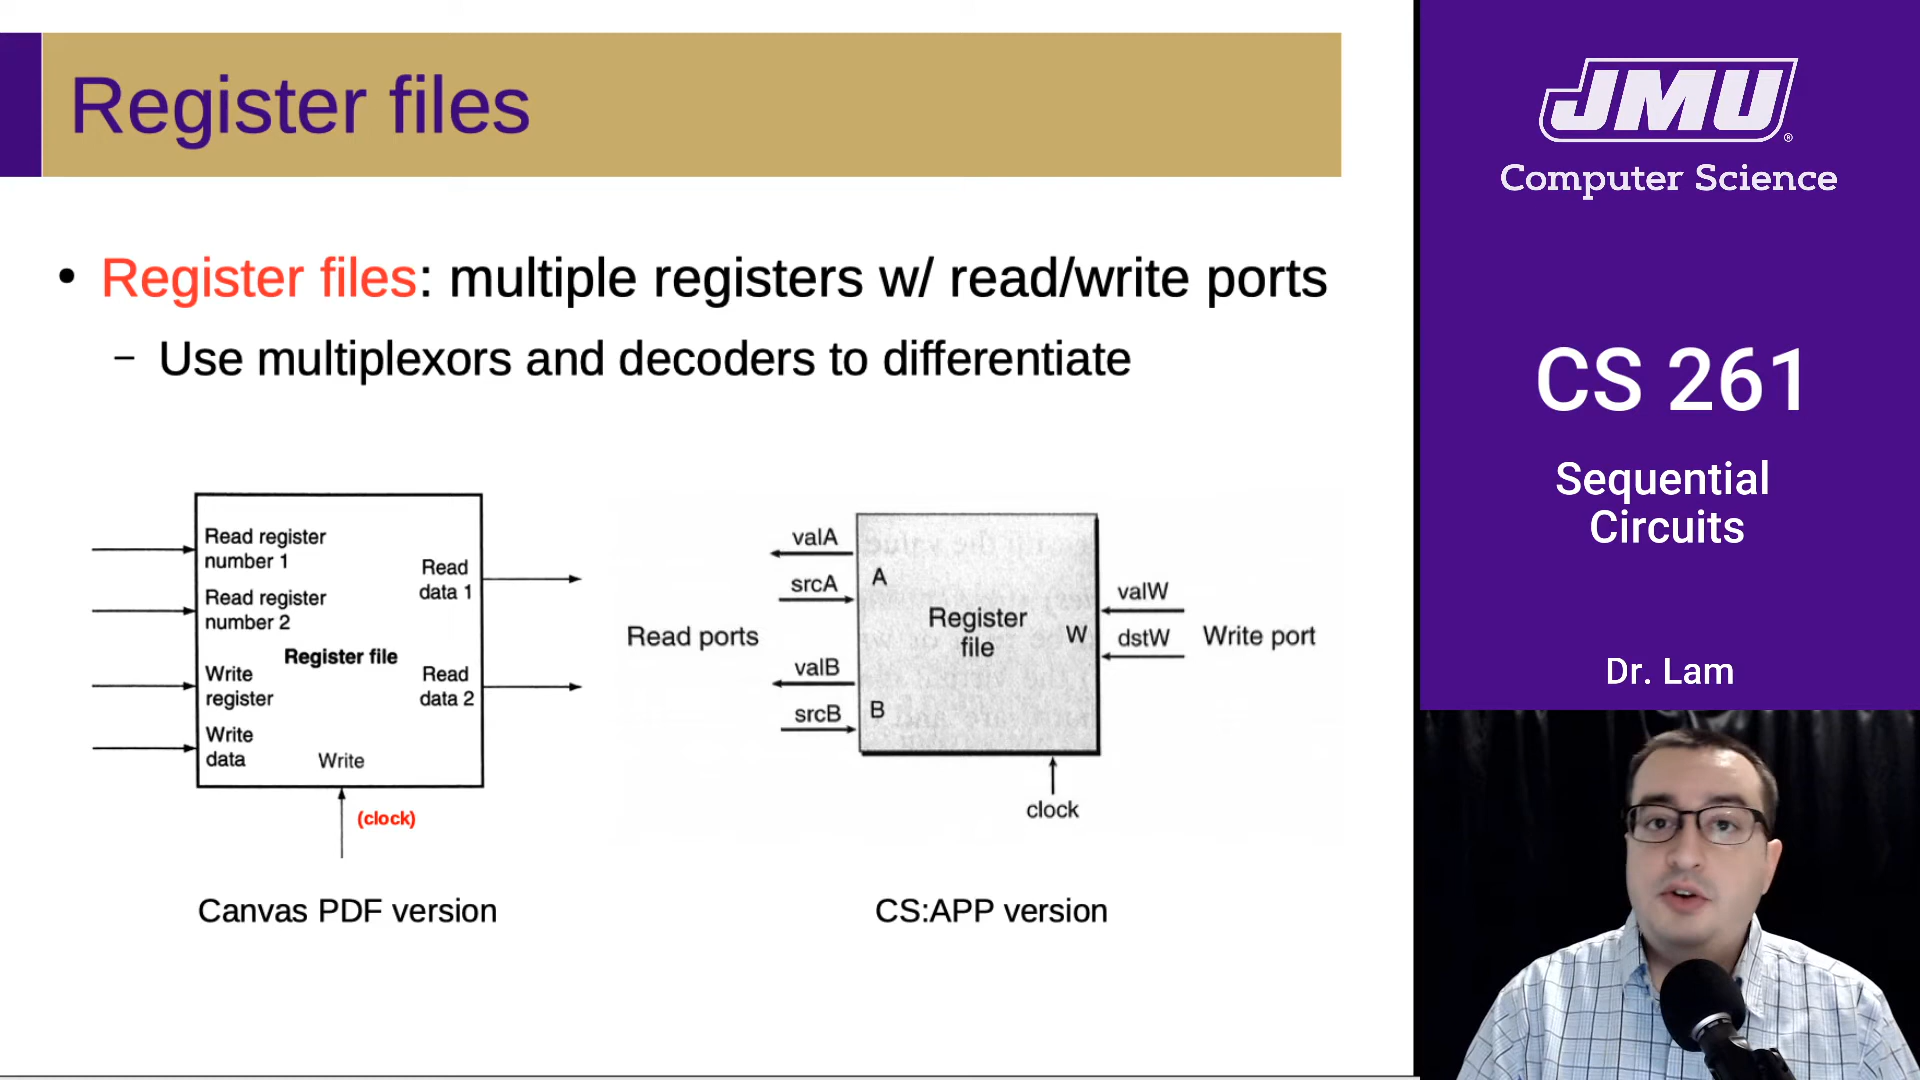 Register files
• Register files: multiple registers w/ read/write ports
– Use multiplexors and decoders to differentiate
Read register
number 1
Read register
number 2
Register file
Write
register
Write
data
Write
Read
data 1
Read
data 2
(clock)
Canvas PDF version
Read ports
valA
srcA
valB
srcB
A
B
Register
file
W
valW
dstW
Write port
clock
CS:APP version
JMU®
Computer Science
CS 261
Sequential
Circuits
Dr. Lam